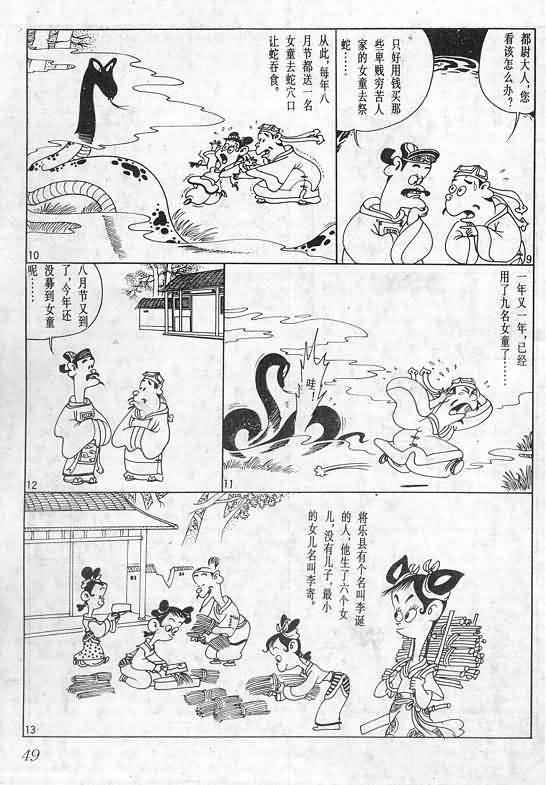 都尉大人,您
看该怎么办?
只好用钱买那
些卑贱穷苦人
家的女童去祭
蛇……
9
从此,每年八
月节都送一名
女童去蛇穴口
让蛇吞食。
10
一年又一年,已经
用了九名女童了……
哇!
11
八月节又到
了,今年还
没募到女童
呢……
12
将乐县有个名叫李诞
的人,他生了六个女
儿,没有儿子,最小
的女儿名叫李寄。
13
49